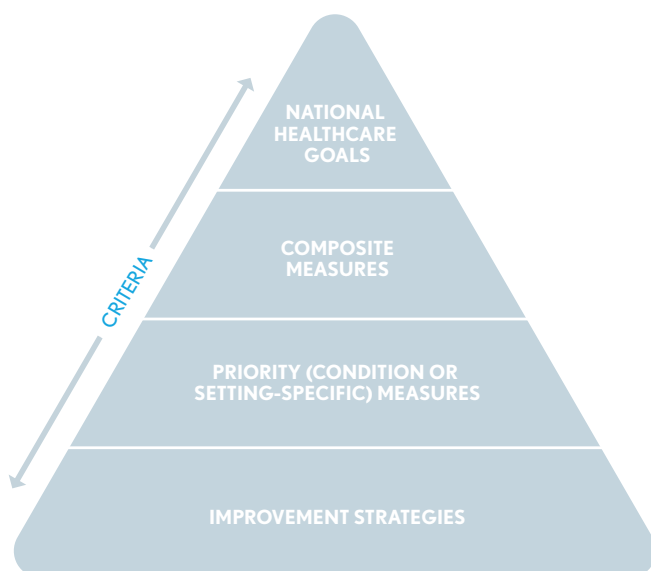 NATIONAL
HEALTHCARE
GOALS
COMPOSITE
MEASURES
CRITERIA
PRIORITY (CONDITION OR
SETTING-SPECIFIC) MEASURES
IMPROVEMENT STRATEGIES